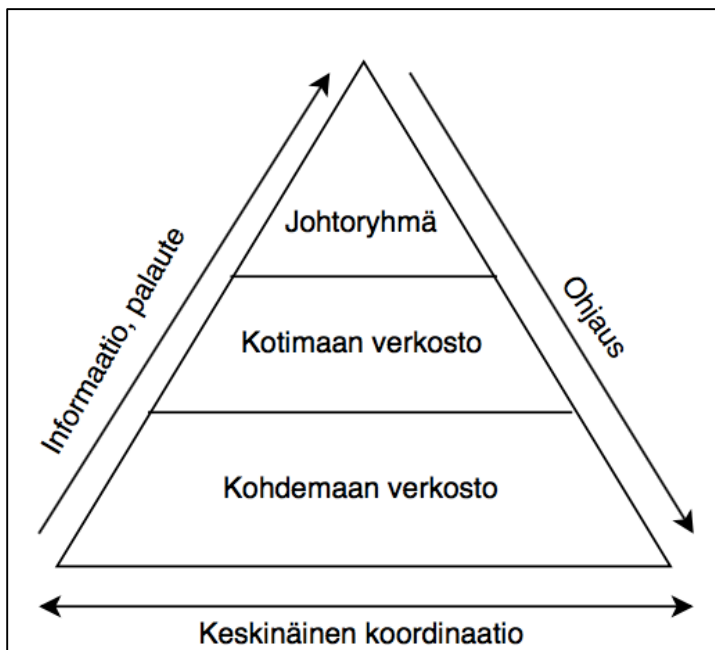 Johtoryhmä
Informaatio, palaute
Ohjaus
Kotimaan verkosto
Kohdemaan verkosto
Keskinäinen koordinaatio